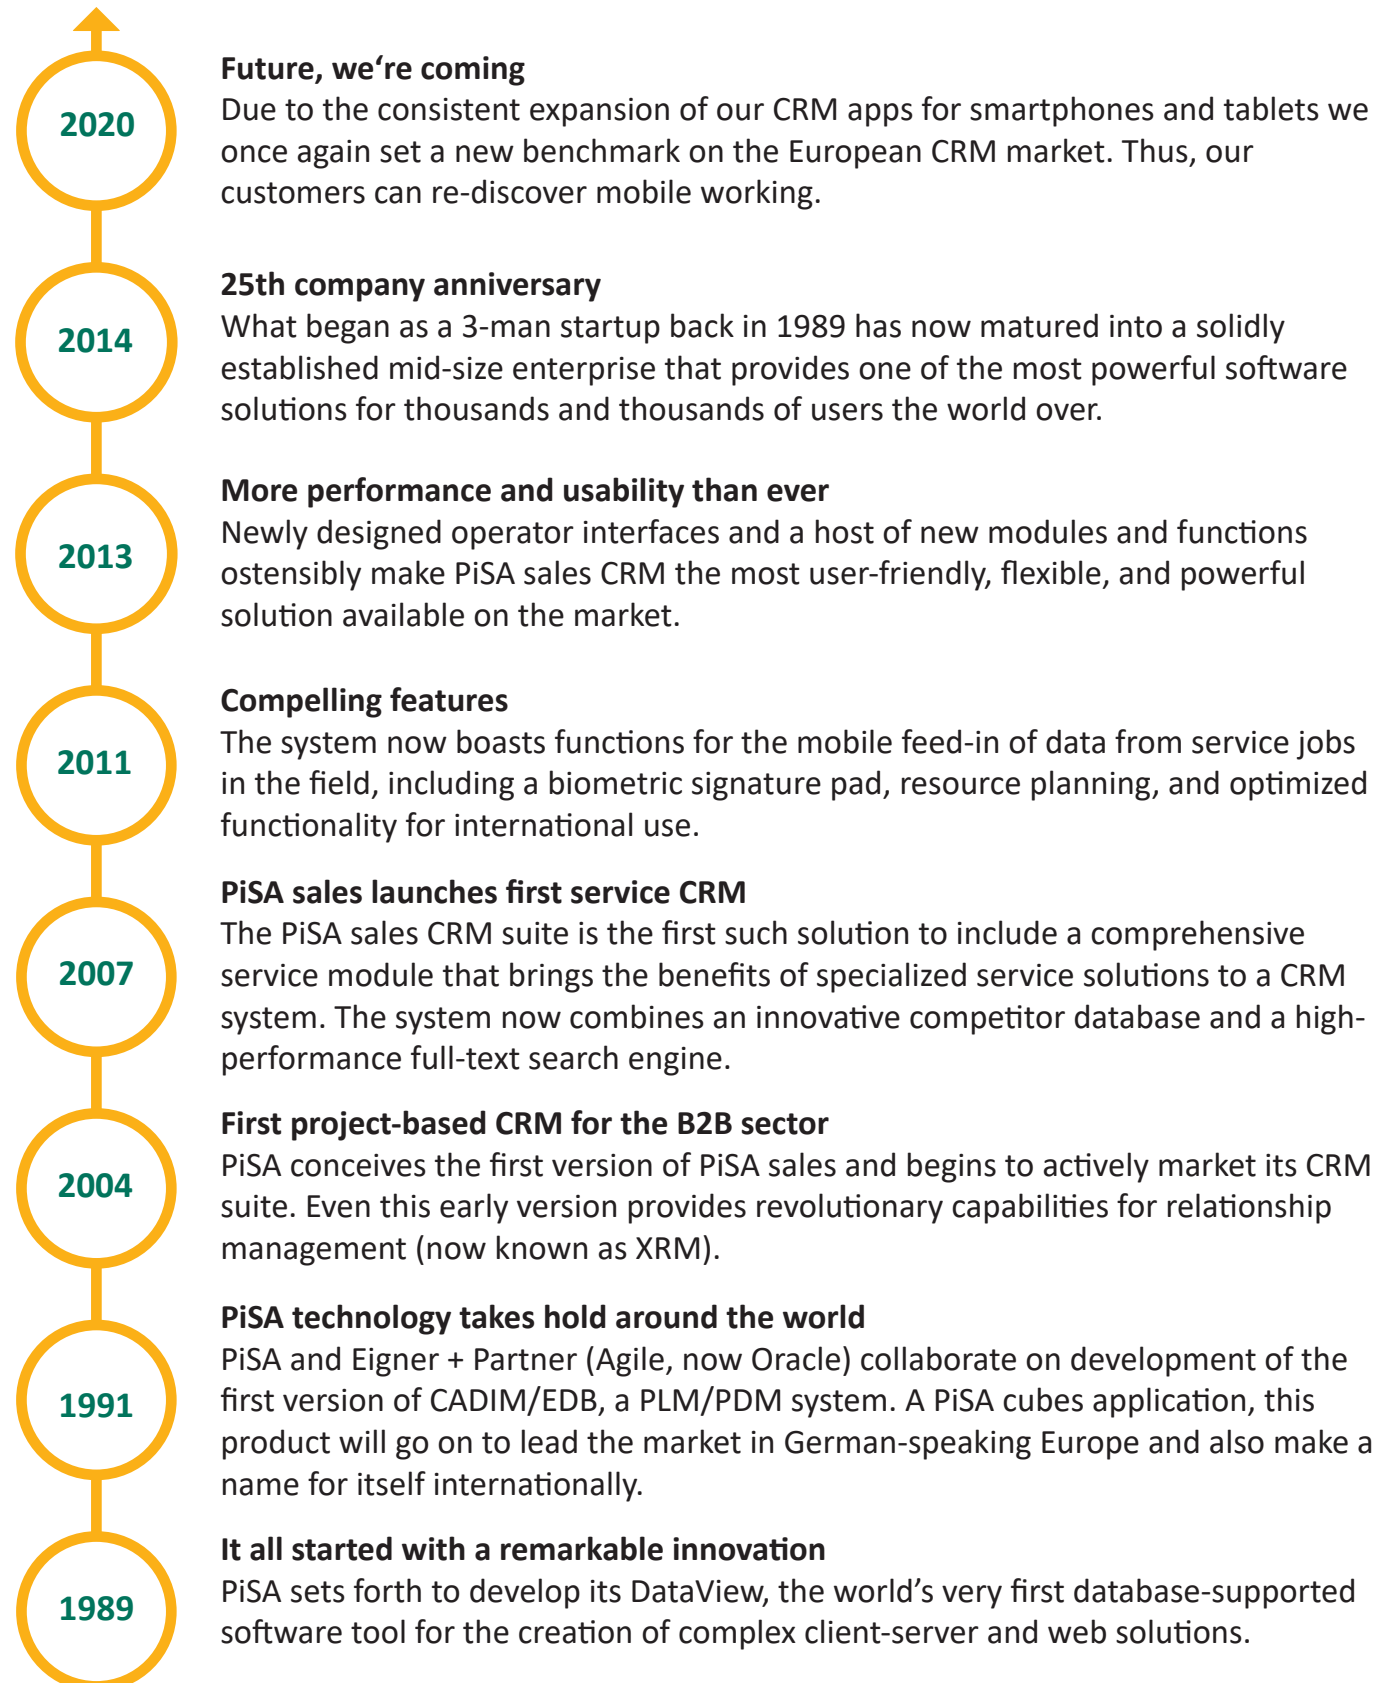 2020
Future, we‘re coming
Due to the consistent expansion of our CRM apps for smartphones and tablets we
once again set a new benchmark on the European CRM market. Thus, our
customers can re-discover mobile working.
2014
25th company anniversary
What began as a 3-man startup back in 1989 has now matured into a solidly
established mid-size enterprise that provides one of the most powerful software
solutions for thousands and thousands of users the world over.
2013
More performance and usability than ever
Newly designed operator interfaces and a host of new modules and functions
ostensibly make PiSA sales CRM the most user-friendly, flexible, and powerful
solution available on the market.
2011
Compelling features
The system now boasts functions for the mobile feed-in of data from service jobs
in the field, including a biometric signature pad, resource planning, and optimized
functionality for international use.
2007
PiSA sales launches first service CRM
The PiSA sales CRM suite is the first such solution to include a comprehensive
service module that brings the benefits of specialized service solutions to a CRM
system. The system now combines an innovative competitor database and a high-
performance full-text search engine.
2004
First project-based CRM for the B2B sector
PiSA conceives the first version of PiSA sales and begins to actively market its CRM
suite. Even this early version provides revolutionary capabilities for relationship
management (now known as XRM).
1991
PiSA technology takes hold around the world
PiSA and Eigner + Partner (Agile, now Oracle) collaborate on development of the
first version of CADIM/EDB, a PLM/PDM system. A PiSA cubes application, this
product will go on to lead the market in German-speaking Europe and also make a
name for itself internationally.
1989
It all started with a remarkable innovation
PiSA sets forth to develop its DataView, the world’s very first database-supported
software tool for the creation of complex client-server and web solutions.